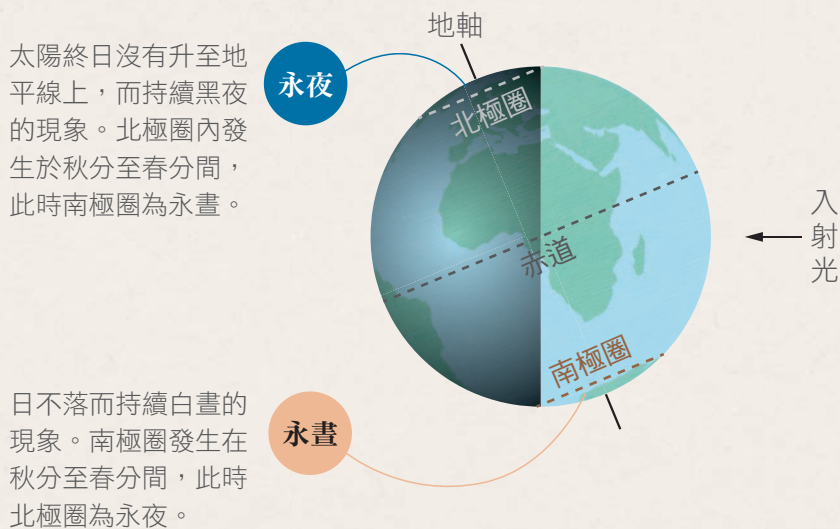 太陽終日沒有升至地
平線上，而持續黑夜
的現象。北極圈內發
生於秋分至春分間，
此時南極圈為永晝。
永夜
地軸
北極圈
赤道
南極圈
入
射
光
日不落而持續白晝的
現象。南極圈發生在
秋分至春分間，此時
北極圈為永夜。
永晝